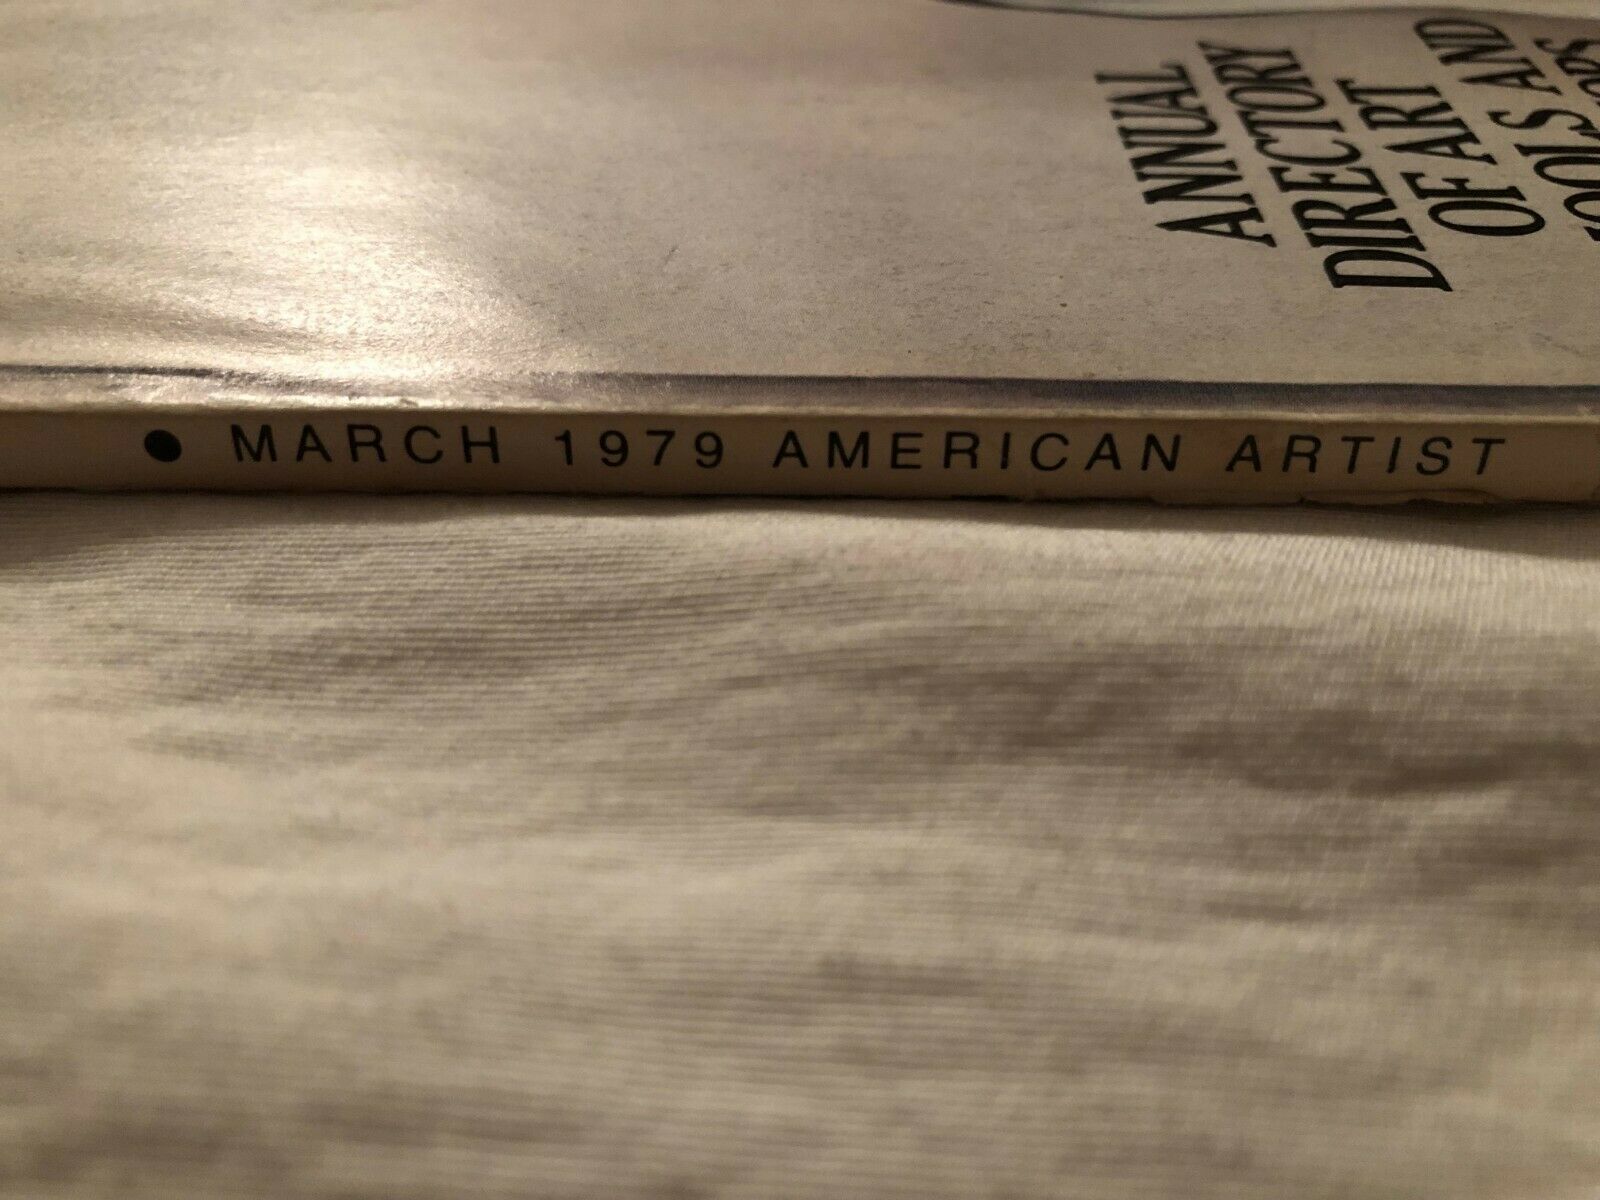 ANNUAL
DIRECTORY
OF ART
AND
● MARCH 1979 AMERICAN ARTIST